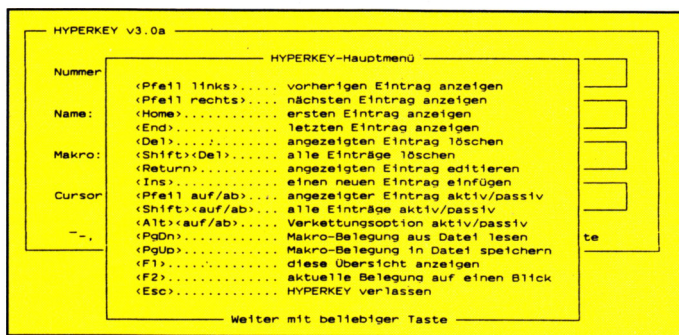 HYPERKEY v3.0a
HYPERKEY-Hauptmenü
Nummer
<Pfeil links>..... vorherigen Eintrag anzeigen
<Pfeil rechts>.... nächsten Eintrag anzeigen
Name:
<Home>............ ersten Eintrag anzeigen
<End>............. letzten Eintrag anzeigen
<Del>............. angezeigten Eintrag löschen
Makro:
<Shift><Del>...... alle Einträge löschen
<Return>.......... angezeigten Eintrag editieren
<Ins>............. einen neuen Eintrag einfügen
Cursor
<Pfeil auf/ab>.... angezeigter Eintrag aktiv/passiv
<Shift><auf/ab>... alle Einträge aktiv/passiv
<Alt><auf/ab>..... Verkettungsoption aktiv/passiv
<PgDn>............ Makro-Belegung aus Datei lesen
te
<PgUp>............ Makro-Belegung in Datei speichern
<F1>.............. diese Übersicht anzeigen
<F2>.............. aktuelle Belegung auf einen Blick
<Esc>............. HYPERKEY verlassen
Weiter mit beliebiger Taste